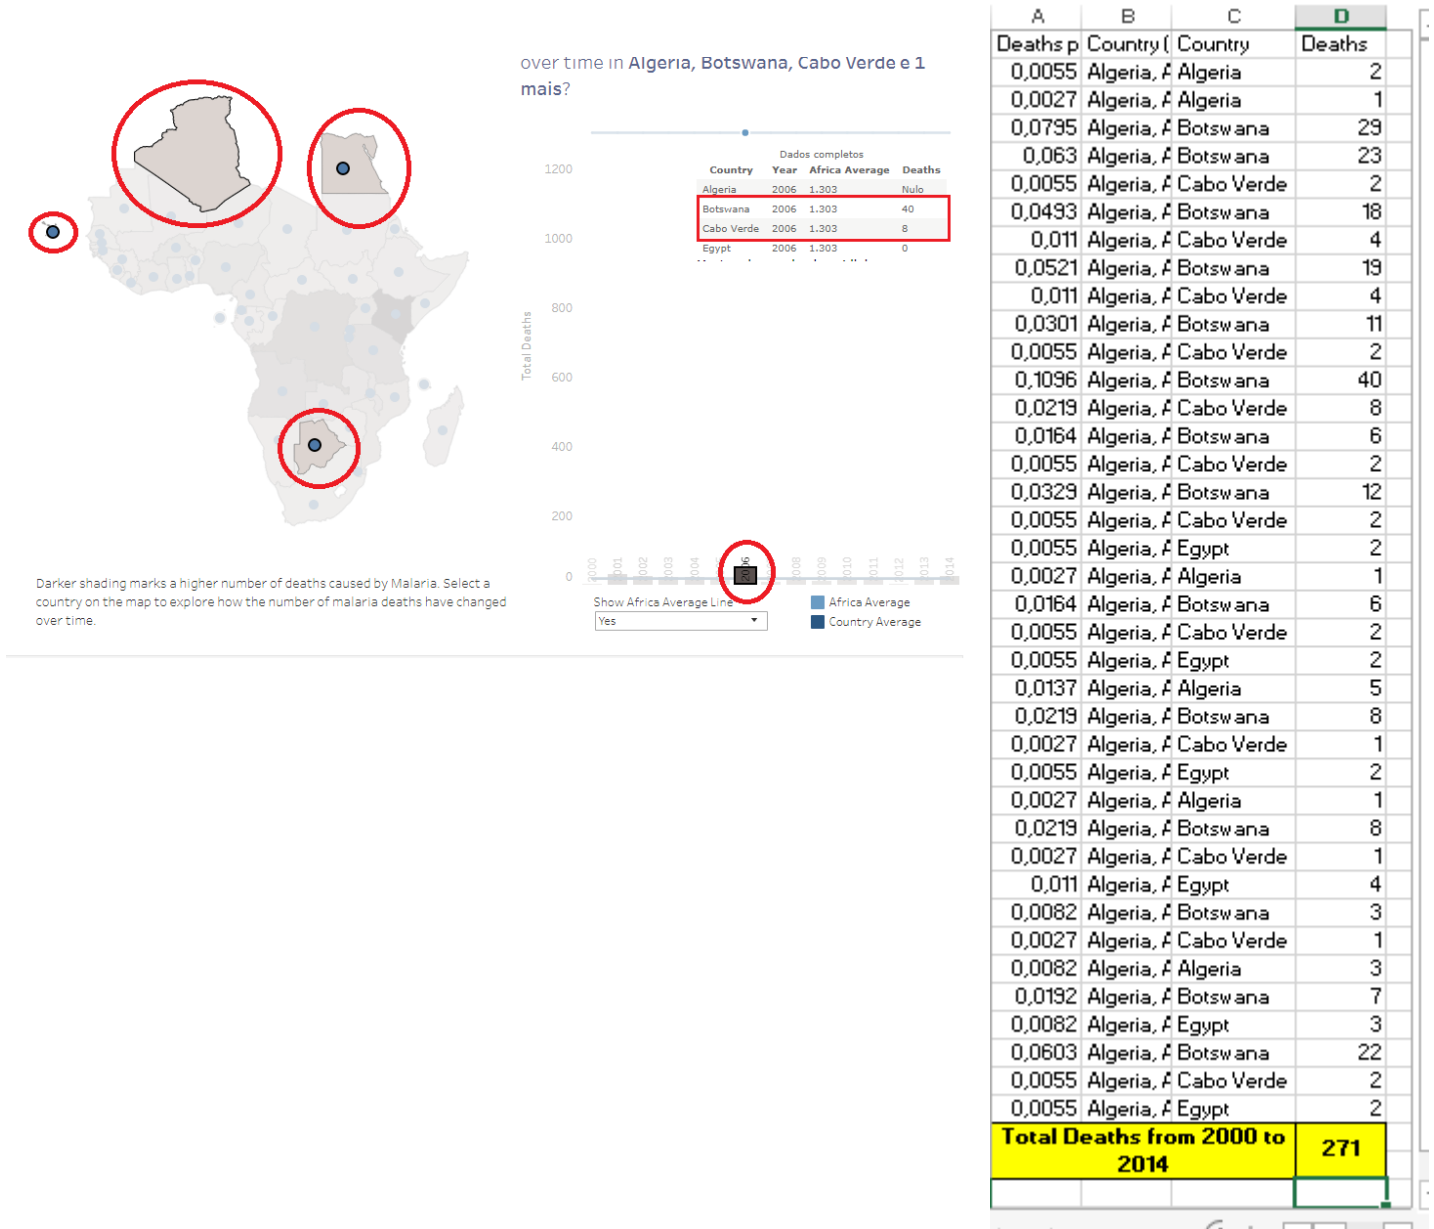 over time in Algeria, Botswana, Cabo Verde e 1
mais?
Dados completos
Country Year Africa Average Deaths
Algeria 2006 1.303 Nulo
Botswana 2006 1.303 40
Cabo Verde 2006 1.303 8
Egypt 2006 1.303 0
1200
1000
800
600
400
200
0
Total Deaths
2000 2001 2002 2003 2004 2006 2008 2009 2010 2011 2012 2013 2014
Show Africa Average Line
Yes
Africa Average
Country Average
Darker shading marks a higher number of deaths caused by Malaria. Select a
country on the map to explore how the number of malaria deaths have changed
over time.
A B C D
Deaths p Country ( Country Deaths
0,0055 Algeria, A Algeria 2
0,0027 Algeria, A Algeria 1
0,0795 Algeria, A Botswana 29
0,063 Algeria, A Botswana 23
0,0055 Algeria, A Cabo Verde 2
0,0493 Algeria, A Botswana 18
0,011 Algeria, A Cabo Verde 4
0,0521 Algeria, A Botswana 19
0,011 Algeria, A Cabo Verde 4
0,0301 Algeria, A Botswana 11
0,0055 Algeria, A Cabo Verde 2
0,1096 Algeria, A Botswana 40
0,0219 Algeria, A Cabo Verde 8
0,0164 Algeria, A Botswana 6
0,0055 Algeria, A Cabo Verde 2
0,0329 Algeria, A Botswana 12
0,0055 Algeria, A Cabo Verde 2
0,0055 Algeria, A Egypt 2
0,0027 Algeria, A Algeria 1
0,0164 Algeria, A Botswana 6
0,0055 Algeria, A Cabo Verde 2
0,0055 Algeria, A Egypt 2
0,0137 Algeria, A Algeria 5
0,0219 Algeria, A Botswana 8
0,0027 Algeria, A Cabo Verde 1
0,0055 Algeria, A Egypt 2
0,0027 Algeria, A Algeria 1
0,0219 Algeria, A Botswana 8
0,0027 Algeria, A Cabo Verde 1
0,011 Algeria, A Egypt 4
0,0082 Algeria, A Botswana 3
0,0027 Algeria, A Cabo Verde 1
0,0082 Algeria, A Algeria 3
0,0192 Algeria, A Botswana 7
0,0082 Algeria, A Egypt 3
0,0603 Algeria, A Botswana 22
0,0055 Algeria, A Cabo Verde 2
0,0055 Algeria, A Egypt 2
Total Deaths from 2000 to
2014
271